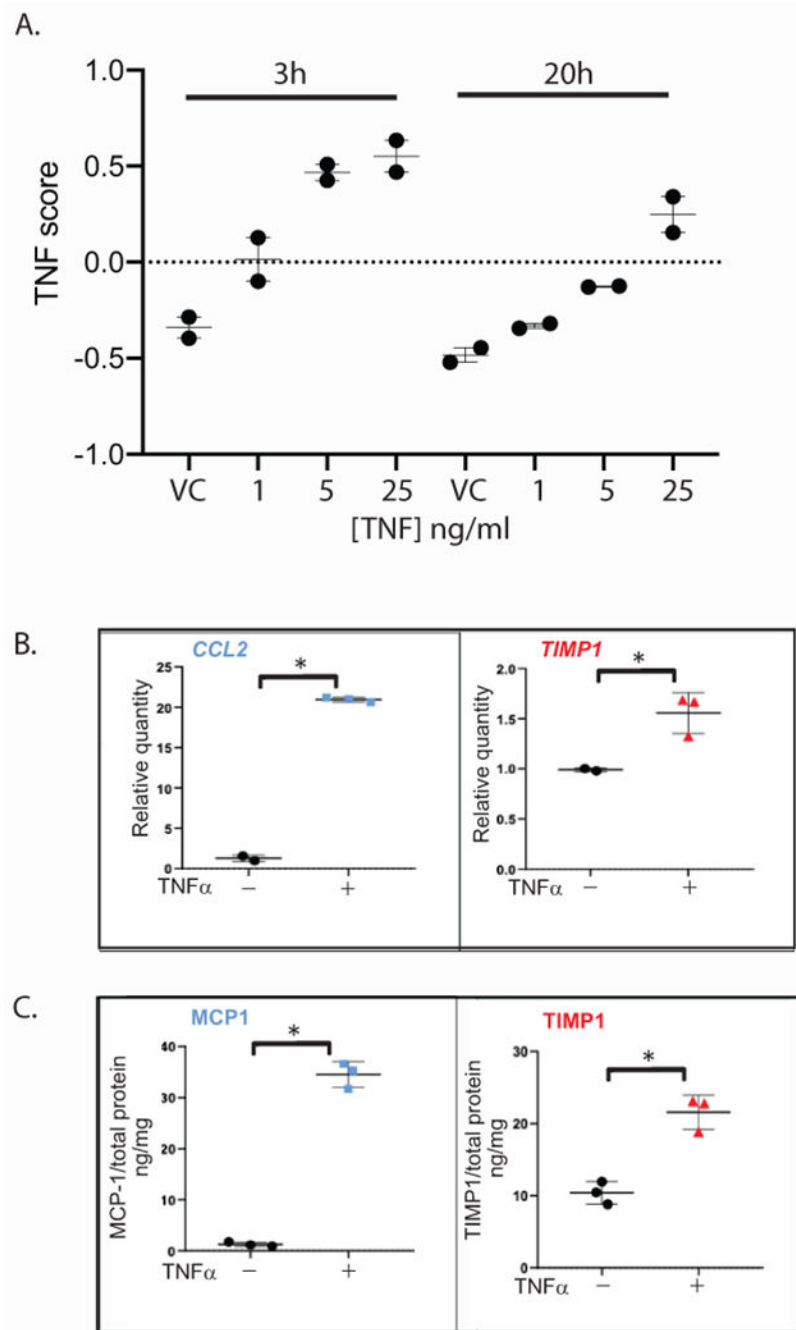 A.
3h
20h
1.0
0.5
0.0
-0.5
-1.0
TNF score
VC 1 5 25 VC 1 5 25
[TNF] ng/ml
B.
CCL2
*
25
20
15
10
5
0
Relative quantity
TNFα − +
TIMP1
*
2.0
1.5
1.0
0.5
0.0
Relative quantity
TNFα − +
C.
MCP1
*
40
30
20
10
0
MCP-1/total protein
ng/mg
TNFα − +
TIMP1
*
30
20
10
0
TIMP1/total protein
ng/mg
TNFα − +